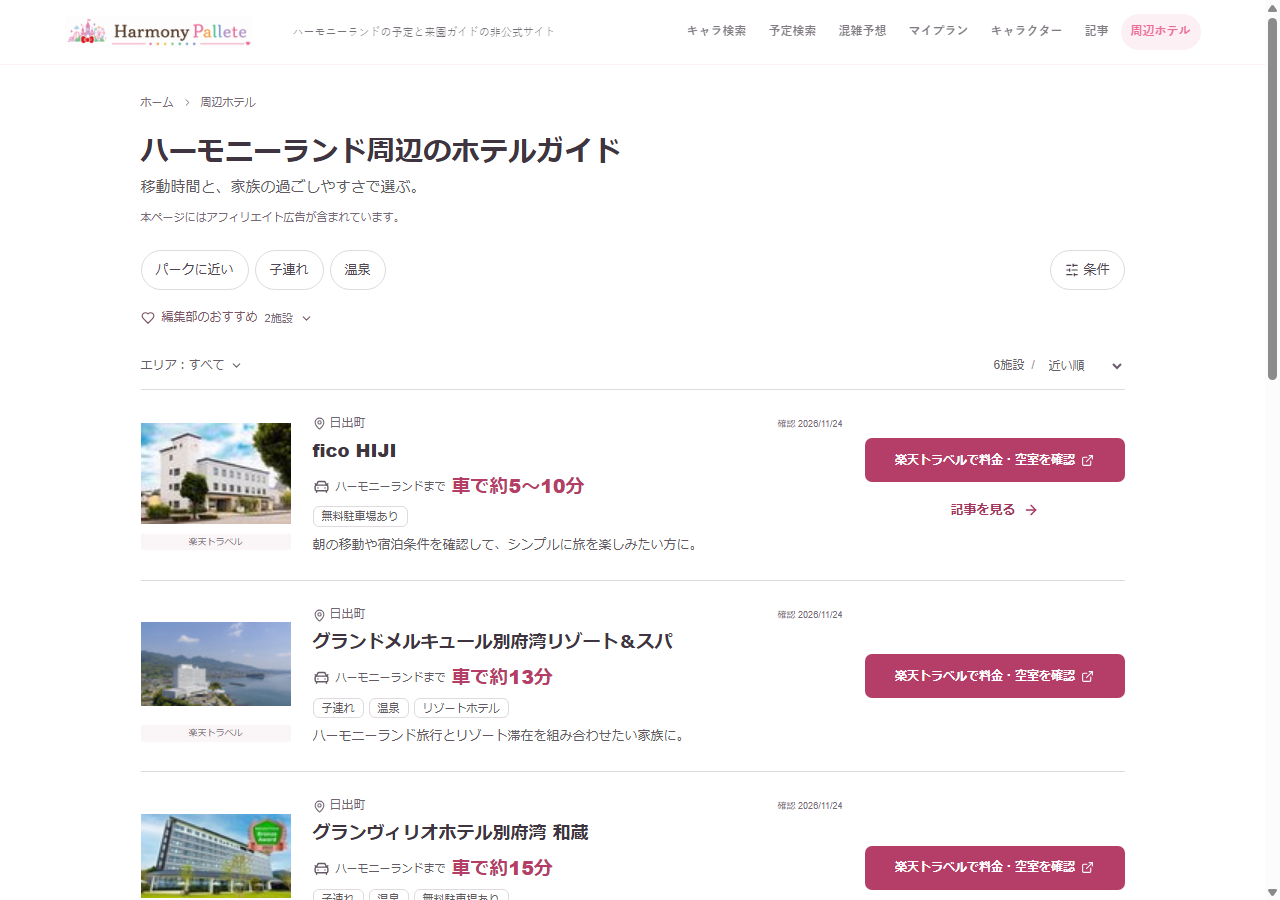 Harmony Pallete
ハーモニーランドの予定と来園ガイドの非公式サイト
キャラ検索 予定検索 混雑予想 マイプラン キャラクター 記事 周辺ホテル
ホーム > 周辺ホテル
ハーモニーランド周辺のホテルガイド
移動時間と、家族の過ごしやすさで選ぶ。
本ページにはアフィリエイト広告が含まれています。
パークに近い 子連れ 温泉 条件
編集部のおすすめ 2施設
エリア：すべて 6施設 / 近い順
日出町 確認 2026/11/24
fico HIJI
ハーモニーランドまで 車で約5〜10分
無料駐車場あり
朝の移動や宿泊条件を確認して、シンプルに旅を楽しみたい方に。
楽天トラベル
楽天トラベルで料金・空室を確認
記事を見る →
日出町 確認 2026/11/24
グランドメルキュール別府湾リゾート＆スパ
ハーモニーランドまで 車で約13分
子連れ 温泉 リゾートホテル
ハーモニーランド旅行とリゾート滞在を組み合わせたい家族に。
楽天トラベル
楽天トラベルで料金・空室を確認
日出町 確認 2026/11/24
グランヴィリオホテル別府湾 和蔵
ハーモニーランドまで 車で約15分
子連れ 温泉 無料駐車場あり
楽天トラベルで料金・空室を確認